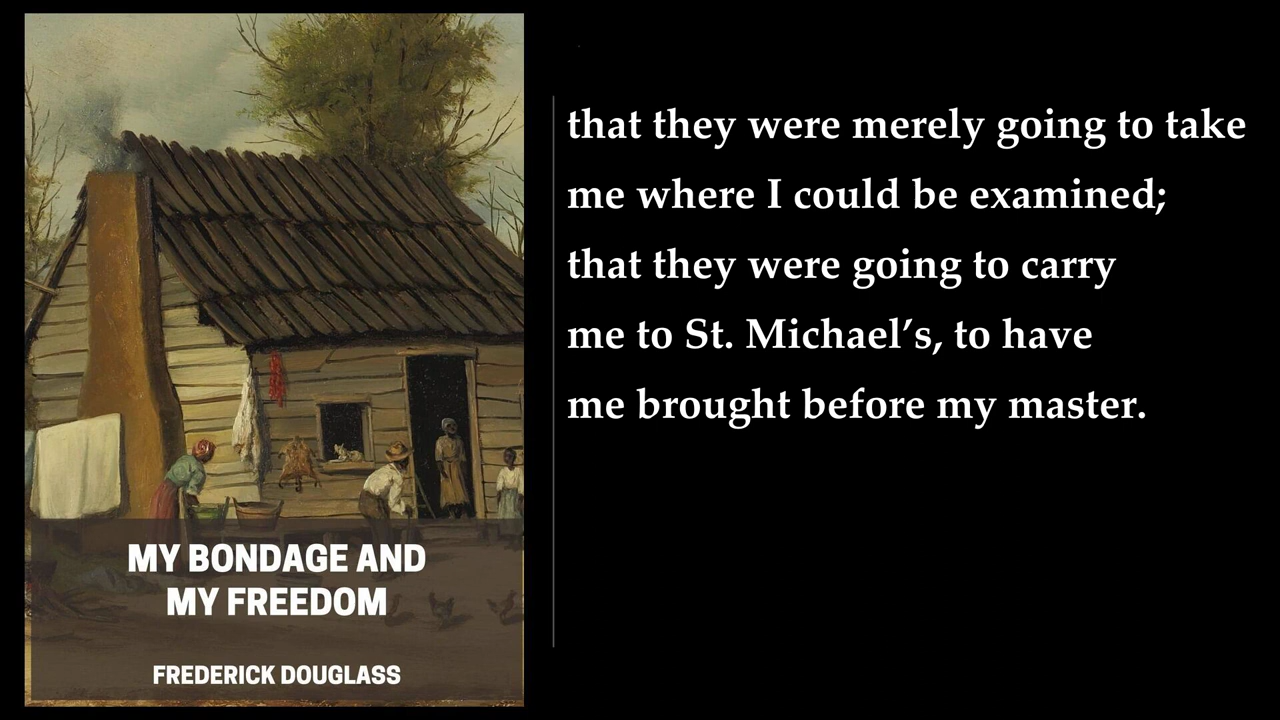 that they were merely going to take
me where I could be examined;
that they were going to carry
me to St. Michael’s, to have
me brought before my master.
MY BONDAGE AND
MY FREEDOM
FREDERICK DOUGLASS